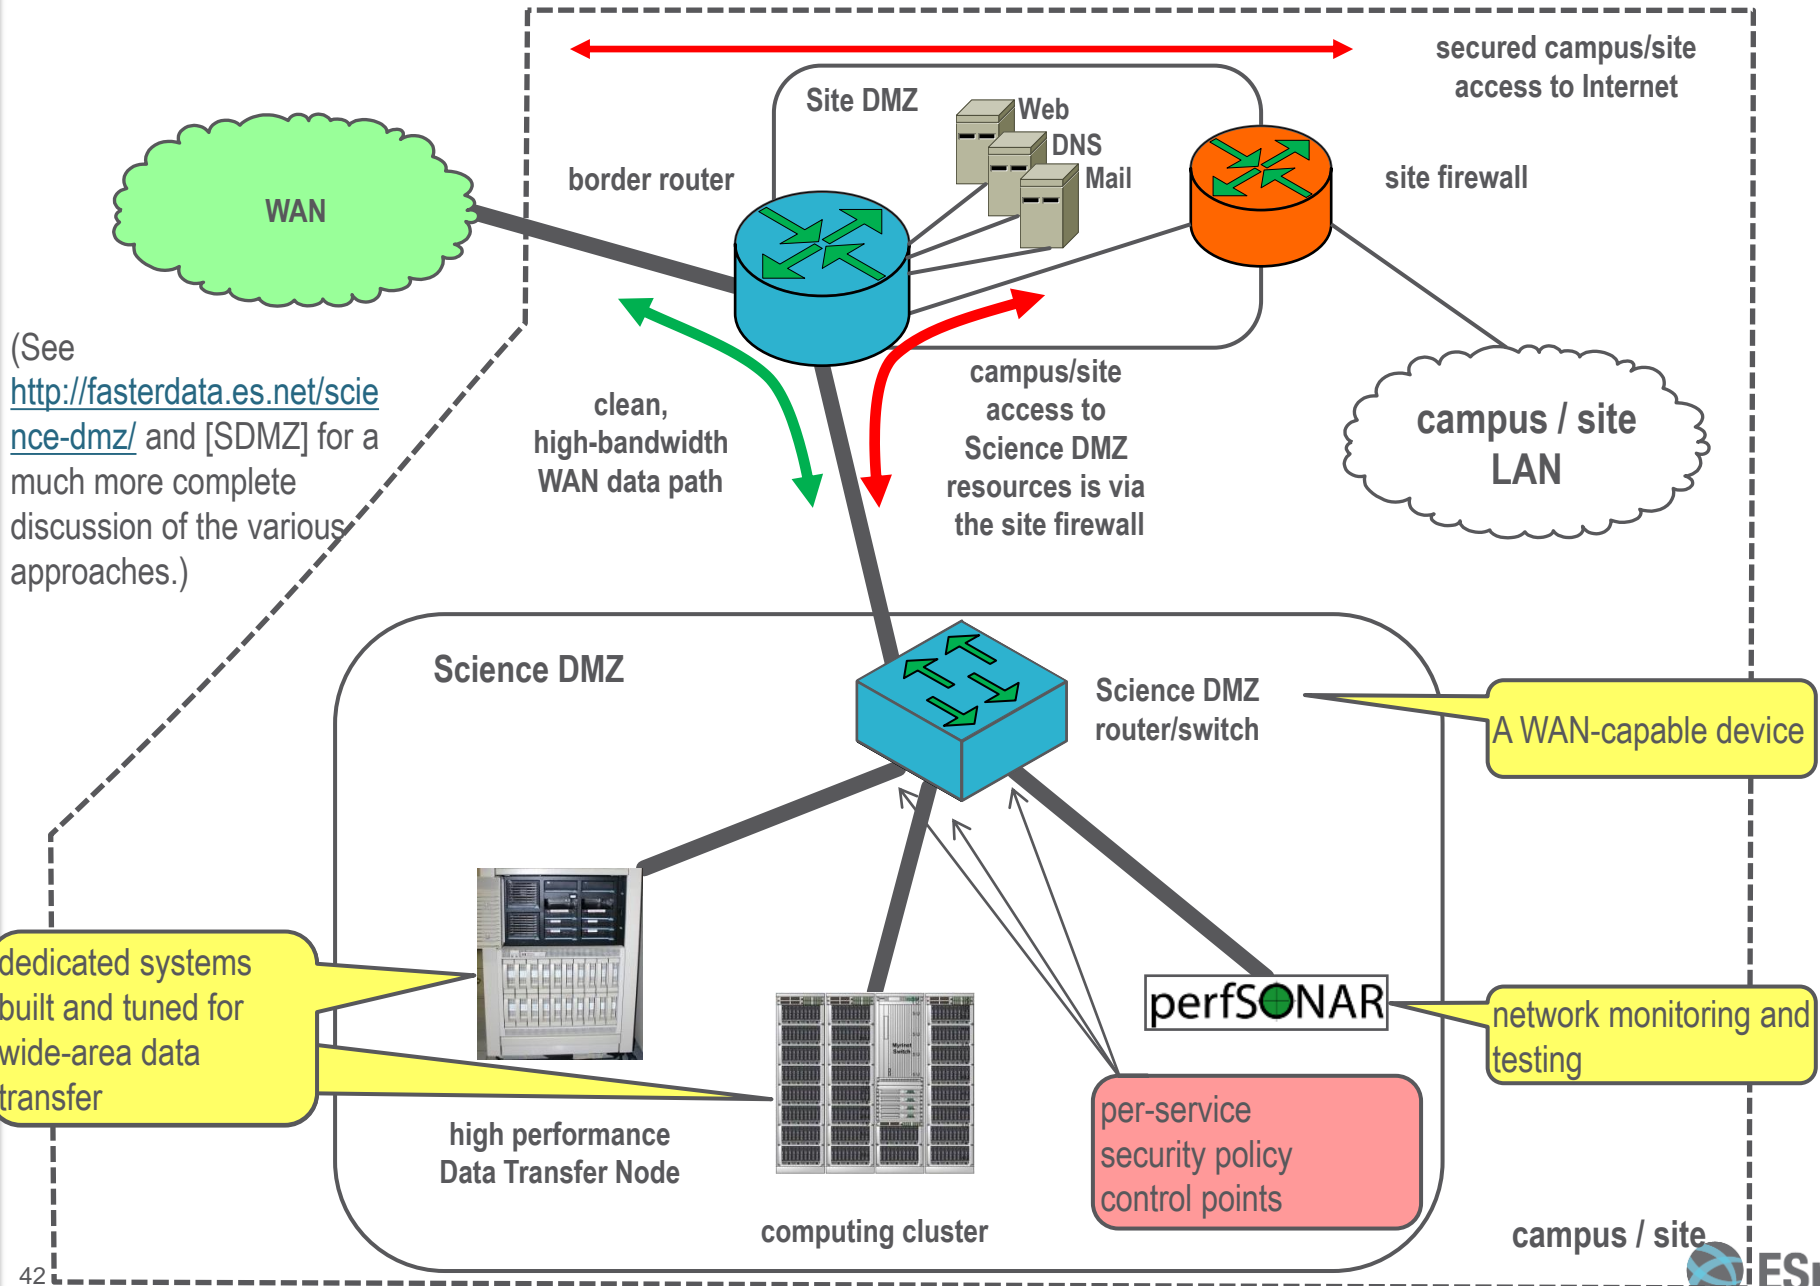 secured campus/site
access to Internet
Site DMZ
Web
DNS
Mail
border router
site firewall
WAN
(See
http://fasterdata.es.net/scie
nce-dmz/ and [SDMZ] for a
much more complete
discussion of the various
approaches.)
clean,
high-bandwidth
WAN data path
campus/site
access to
Science DMZ
resources is via
the site firewall
campus / site
LAN
Science DMZ
Science DMZ
router/switch
A WAN-capable device
dedicated systems
built and tuned for
wide-area data
transfer
perfSONAR
network monitoring and
testing
Myrinet
Switch
high performance
Data Transfer Node
per-service
security policy
control points
computing cluster
campus / site
42